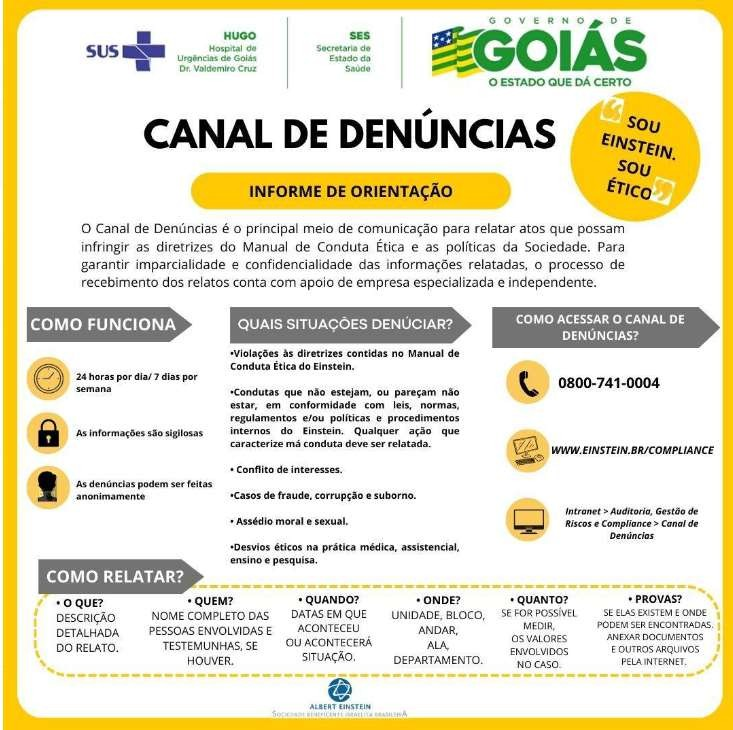 SUS
HUGO
Hospital de
Urgências de Goiás
Dr. Valdemiro Cruz
SES
Secretaria de
Estado da
Saúde
GOVERNO DE
GOIÁS
O ESTADO QUE DÁ CERTO
CANAL DE DENÚNCIAS
“ SOU
EINSTEIN.
SOU
ÉTICO ”
INFORME DE ORIENTAÇÃO
O Canal de Denúncias é o principal meio de comunicação para relatar atos que possam
infringir as diretrizes do Manual de Conduta Ética e as políticas da Sociedade. Para
garantir imparcialidade e confidencialidade das informações relatadas, o processo de
recebimento dos relatos conta com apoio de empresa especializada e independente.
COMO FUNCIONA
24 horas por dia/ 7 dias por
semana
As informações são sigilosas
As denúncias podem ser feitas
anonimamente
QUAIS SITUAÇÕES DENÚCIAR?
•Violações às diretrizes contidas no Manual de
Conduta Ética do Einstein.
•Condutas que não estejam, ou pareçam não
estar, em conformidade com leis, normas,
regulamentos e/ou políticas e procedimentos
internos do Einstein. Qualquer ação que
caracterize má conduta deve ser relatada.
• Conflito de interesses.
•Casos de fraude, corrupção e suborno.
• Assédio moral e sexual.
•Desvios éticos na prática médica, assistencial,
ensino e pesquisa.
COMO ACESSAR O CANAL DE
DENÚNCIAS?
0800-741-0004
WWW.EINSTEIN.BR/COMPLIANCE
Intranet > Auditoria, Gestão de
Riscos e Compliance > Canal de
Denúncias
COMO RELATAR?
• O QUE?
DESCRIÇÃO
DETALHADA
DO RELATO.
• QUEM?
NOME COMPLETO DAS
PESSOAS ENVOLVIDAS E
TESTEMUNHAS, SE
HOUVER.
• QUANDO?
DATAS EM QUE
ACONTECEU
OU ACONTECERÁ
SITUAÇÃO.
• ONDE?
UNIDADE, BLOCO,
ANDAR,
ALA,
DEPARTAMENTO.
• QUANTO?
SE FOR POSSÍVEL
MEDIR,
OS VALORES
ENVOLVIDOS
NO CASO.
• PROVAS?
SE ELAS EXISTEM E ONDE
PODEM SER ENCONTRADAS.
ANEXAR DOCUMENTOS
E OUTROS ARQUIVOS
PELA INTERNET.
ALBERT EINSTEIN
SOCIEDADE BENEFICENTE ISRAELITA BRASILEIRA